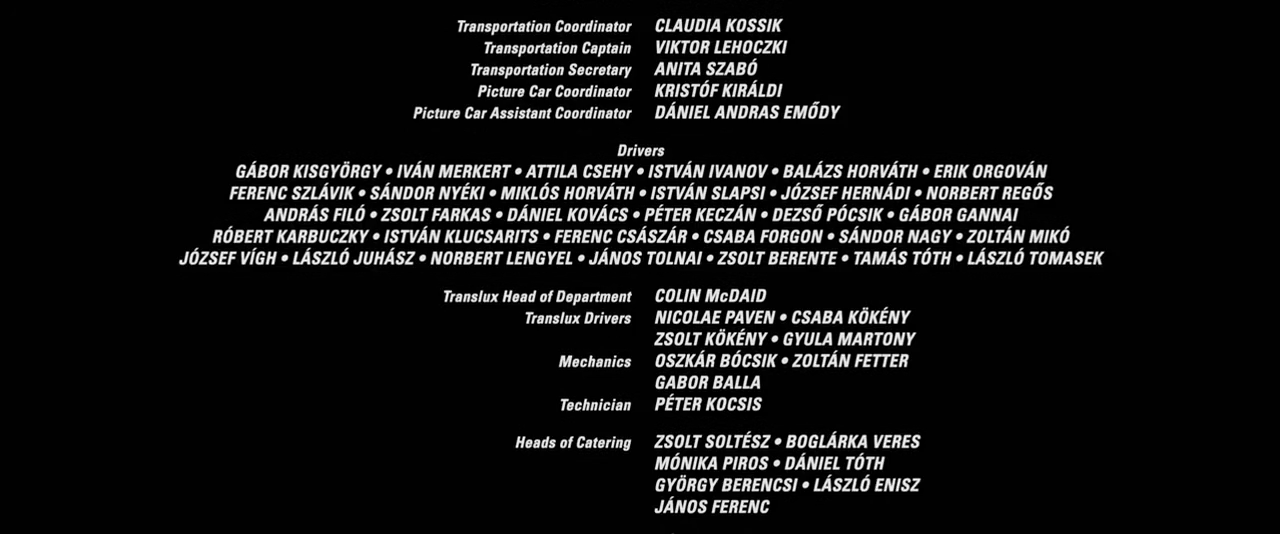 Transportation Coordinator CLAUDIA KOSSIK
Transportation Captain VIKTOR LEHOCZKI
Transportation Secretary ANITA SZABÓ
Picture Car Coordinator KRISTÓF KIRÁLDI
Picture Car Assistant Coordinator DÁNIEL ANDRAS EMŐDY
Drivers
GÁBOR KISGYÖRGY • IVÁN MERKERT • ATTILA CSEHY • ISTVÁN IVANOV • BALÁZS HORVÁTH • ERIK ORGOVÁN
FERENC SZLÁVIK • SÁNDOR NYÉKI • MIKLÓS HORVÁTH • ISTVÁN SLAPSI • JÓZSEF HERNÁDI • NORBERT REGŐS
ANDRÁS FILÓ • ZSOLT FARKAS • DÁNIEL KOVÁCS • PÉTER KECZÁN • DEZSŐ PÓCSIK • GÁBOR GANNAI
RÓBERT KARBUCZKY • ISTVÁN KLUCSARITS • FERENC CSÁSZÁR • CSABA FORGON • SÁNDOR NAGY • ZOLTÁN MIKÓ
JÓZSEF VÍGH • LÁSZLÓ JUHÁSZ • NORBERT LENGYEL • JÁNOS TOLNAI • ZSOLT BERENTE • TAMÁS TÓTH • LÁSZLÓ TOMASEK
Translux Head of Department COLIN McDAID
Translux Drivers NICOLAE PAVEN • CSABA KÖKÉNY
ZSOLT KÖKÉNY • GYULA MARTONY
Mechanics OSZKÁR BÓCSIK • ZOLTÁN FETTER
GABOR BALLA
Technician PÉTER KOCSIS
Heads of Catering ZSOLT SOLTÉSZ • BOGLÁRKA VERES
MÓNIKA PIROS • DÁNIEL TÓTH
GYÖRGY BERENCSI • LÁSZLÓ ENISZ
JÁNOS FERENC